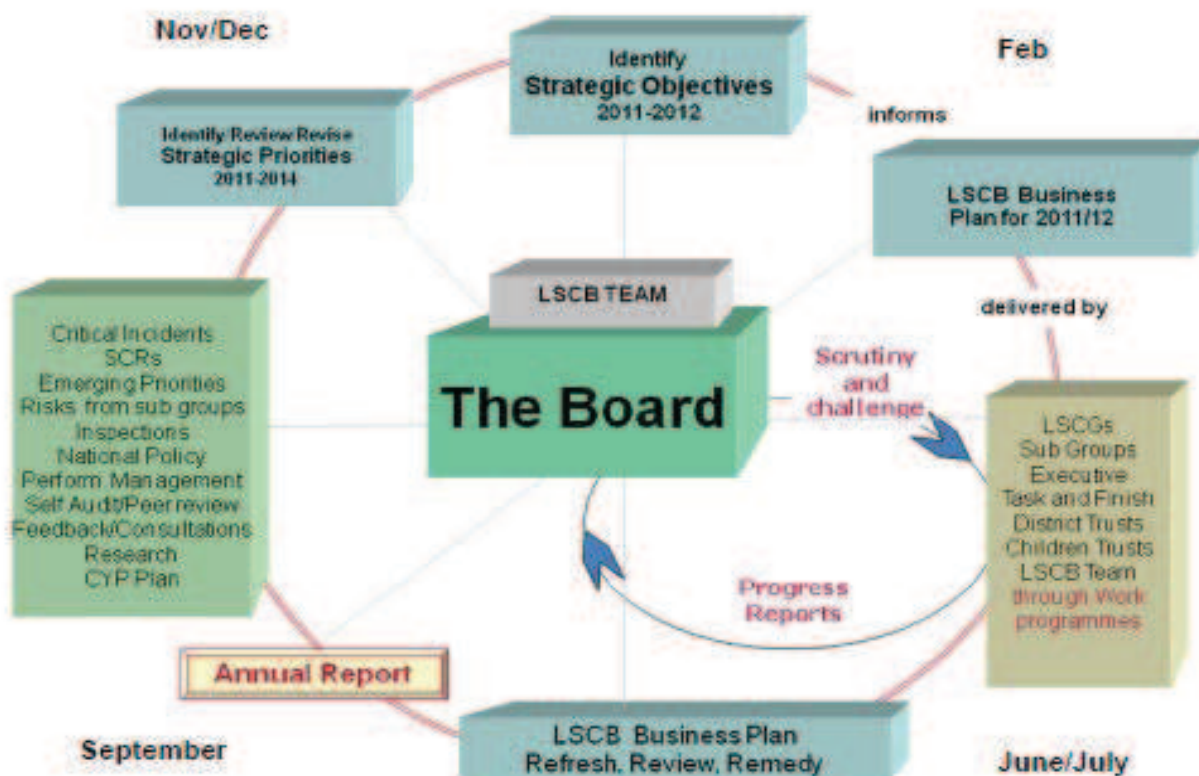 Nov/Dec
Identify
Strategic Objectives
2011-2012
Feb
informs
Identify Review Revise
Strategic Priorities
2011-2014
LSCB Business
Plan for 2011/12
delivered by
LSCB TEAM
The Board
Scrutiny
and
challenge
Critical Incidents
SCRs
Emerging Priorities
Risks from sub groups
Inspections
National Policy
Perform Management
Self Audit/Peer review
Feedback/Consultations
Research
CYP Plan
LSCGs
Sub Groups
Executive
Task and Finish
District Trusts
Children Trusts
LSCB Team
through Work
programmes
Progress
Reports
Annual Report
LSCB Business Plan
Refresh, Review, Remedy
September
June/July